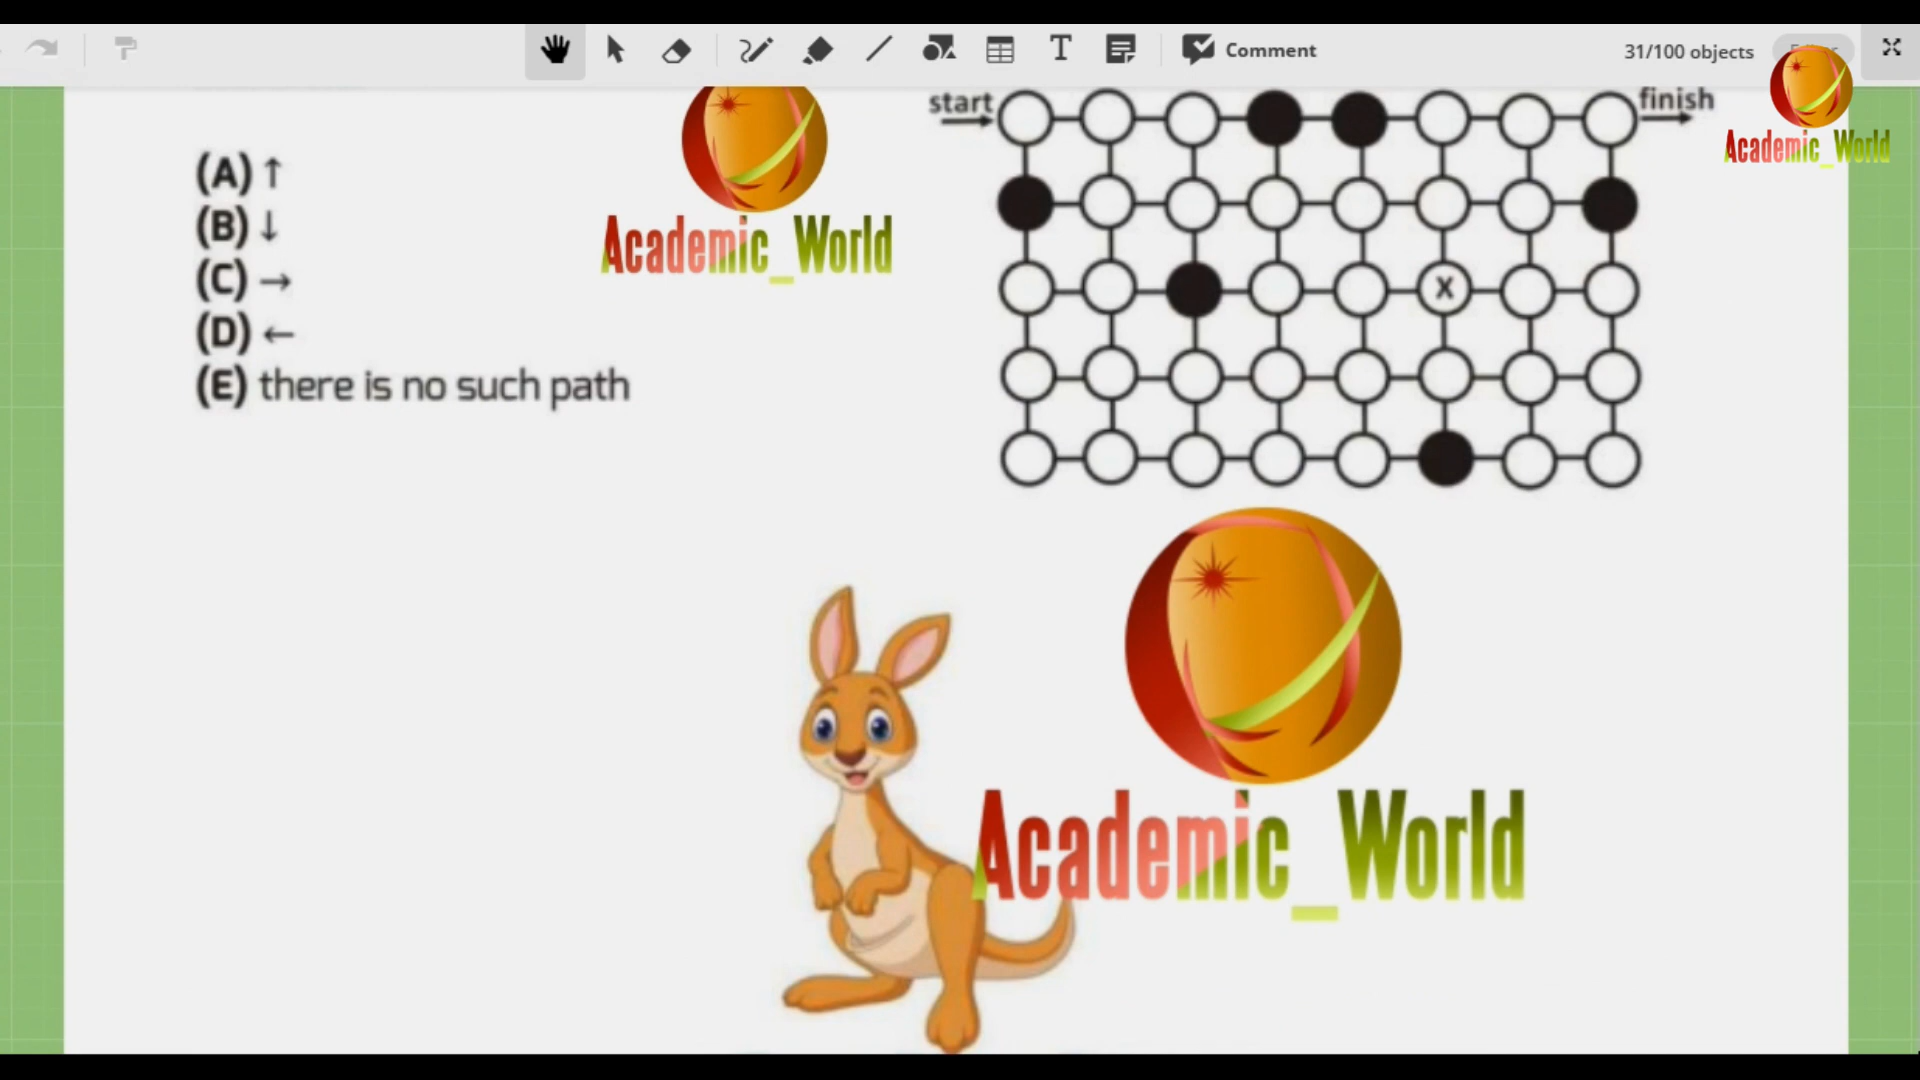 Comment
31/100 objects
Academic_World
start
finish
Academic_World
X
(A) ↑
(B) ↓
(C) →
(D) ←
(E) there is no such path
Academic_World